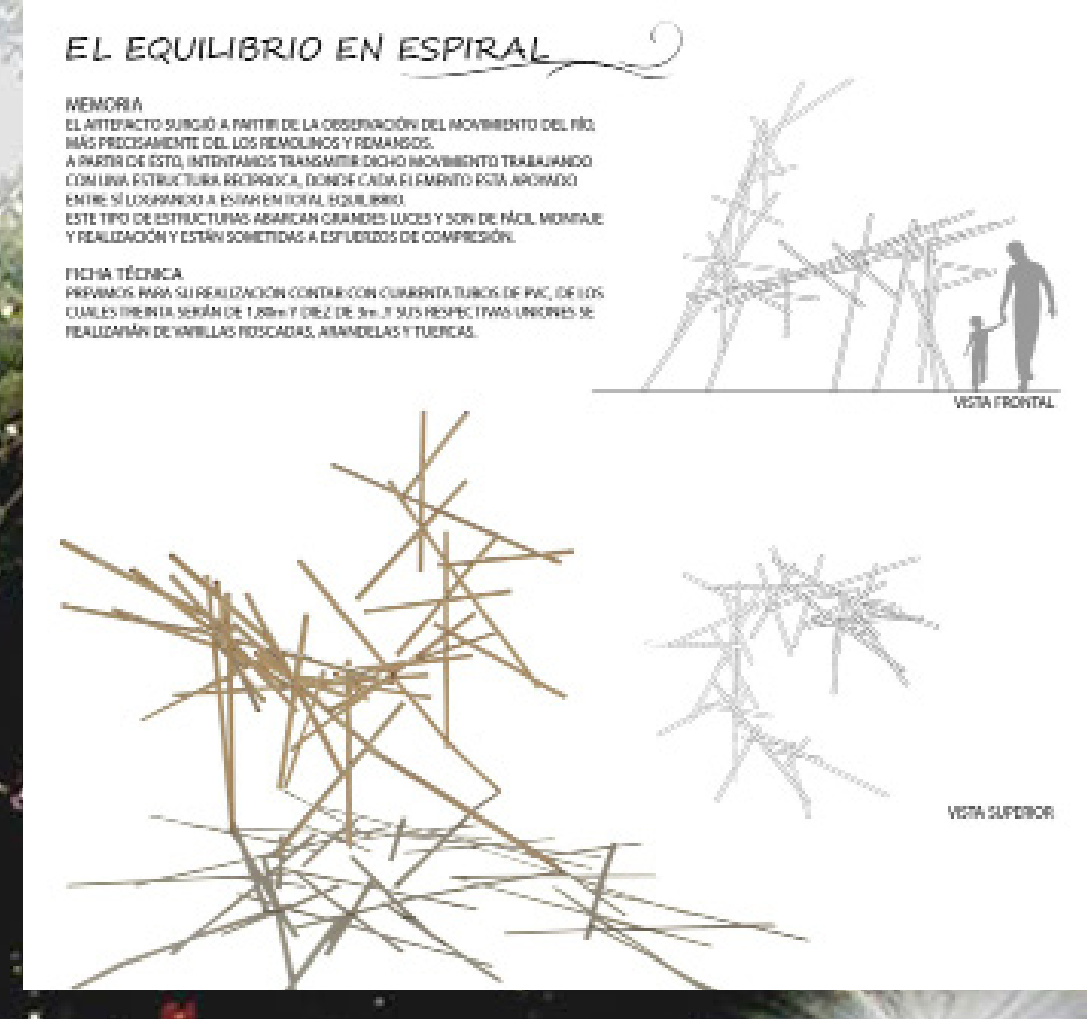 EL EQUILIBRIO EN ESPIRAL
MEMORIA
EL ARTEFACTO SURGIÓ A PARTIR DE LA OBSERVACIÓN DEL MOVIMIENTO DEL RÍO,
MÁS PRECISAMENTE DEL LOS REMOLINOS Y REMANSOS.
A PARTIR DE ESTO, INTENTAMOS TRANSMITIR DICHO MOVIMIENTO TRABAJANDO
CON UNA ESTRUCTURA RECÍPROCA, DONDE CADA ELEMENTO ESTÁ APOYADO
ENTRE SÍ LOGRANDO A ESTAR EN TOTAL EQUILIBRIO.
ESTE TIPO DE ESTRUCTURAS ABARCAN GRANDES LUCES Y SON DE FÁCIL MONTAJE
Y REALIZACIÓN Y ESTÁN SOMETIDAS A ESFUERZOS DE COMPRESIÓN.
FICHA TÉCNICA
PREVIMOS PARA SU REALIZACIÓN CONTAR CON CUARENTA TUBOS DE PVC, DE LOS
CUALES TREINTA SERÁN DE 1,80m Y DIEZ DE 3m ,Y SUS RESPECTIVAS UNIONES SE
REALIZARÁN DE VARILLAS ROSCADAS, ARANDELAS Y TUERCAS.
VISTA FRONTAL
VISTA SUPERIOR